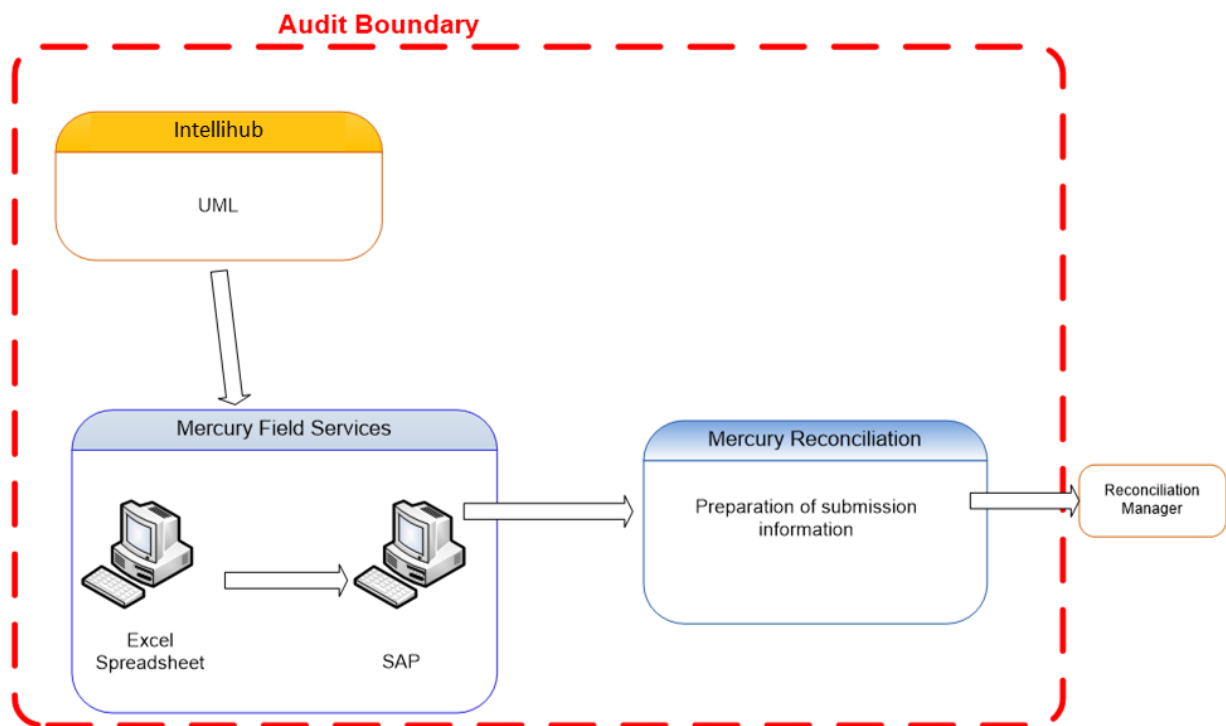 Audit Boundary
Intellihub
UML
Mercury Field Services
Excel
Spreadsheet
SAP
Mercury Reconciliation
Preparation of submission
information
Reconciliation
Manager